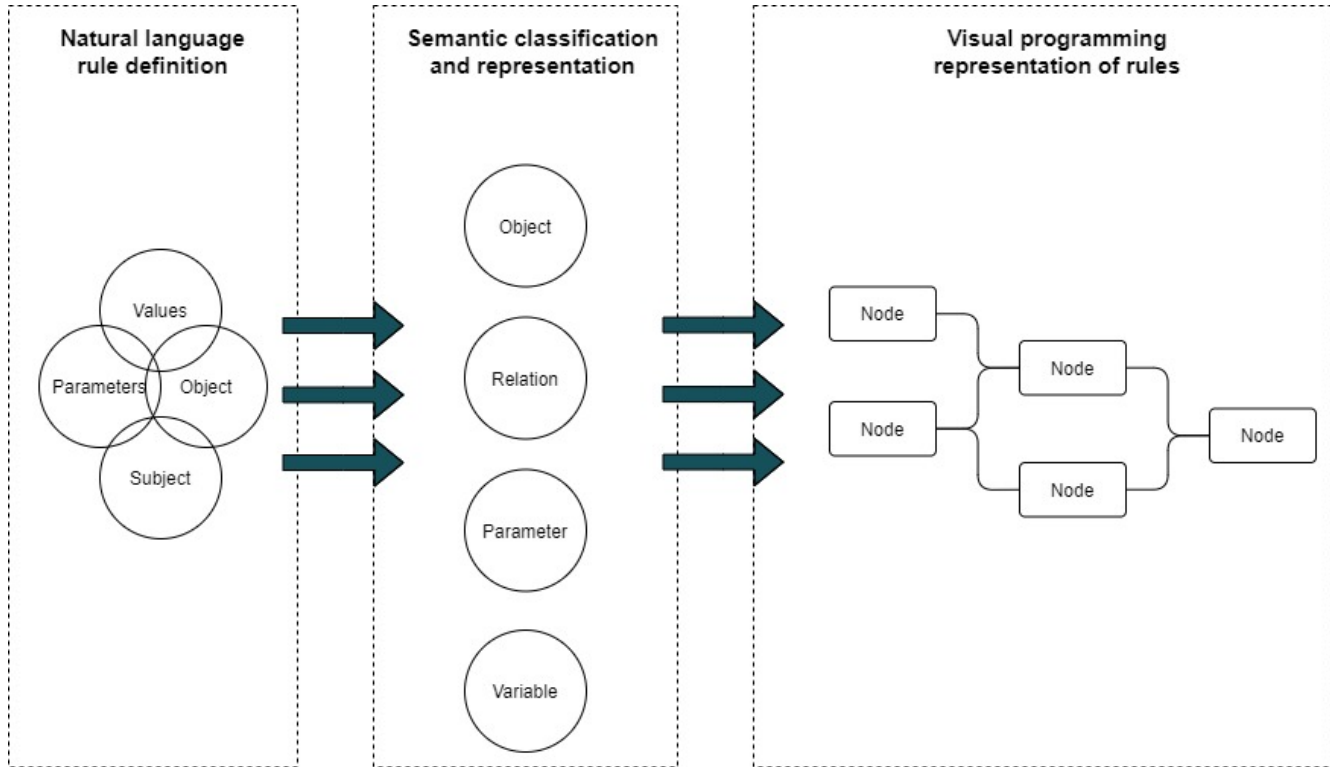 Natural language
rule definition
Values
Parameters
Object
Subject
Semantic classification
and representation
Object
Relation
Parameter
Variable
Visual programming
representation of rules
Node
Node
Node
Node
Node